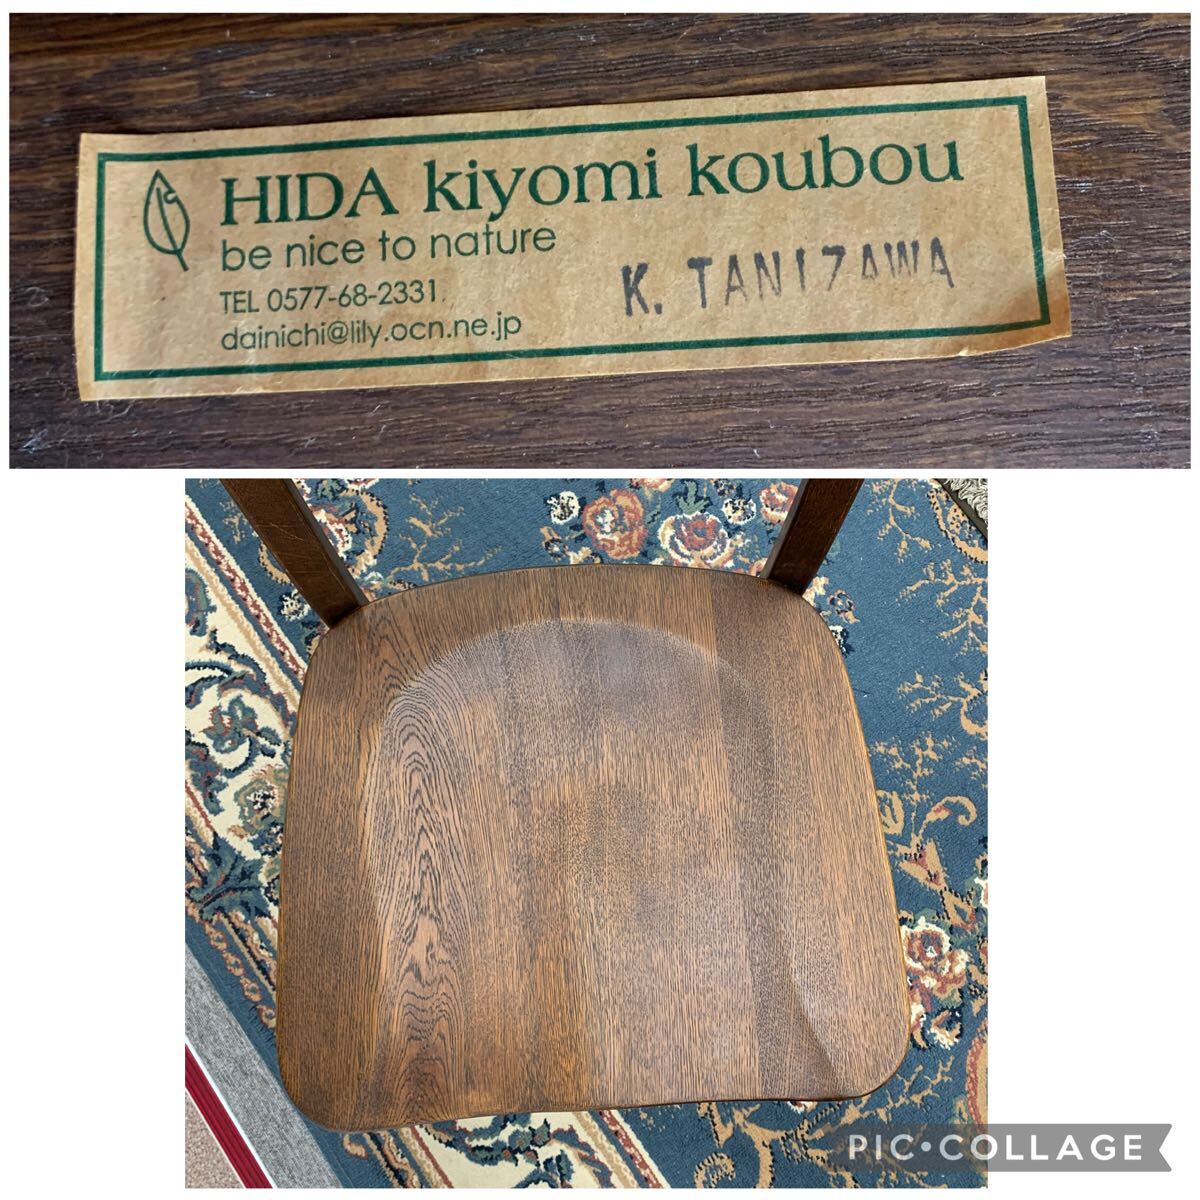 HIDA kiyomi koubou
be nice to nature
TEL 0577-68-2331
dainichi@lily.ocn.ne.jp
K. TANIZAWA
PIC•COLLAGE